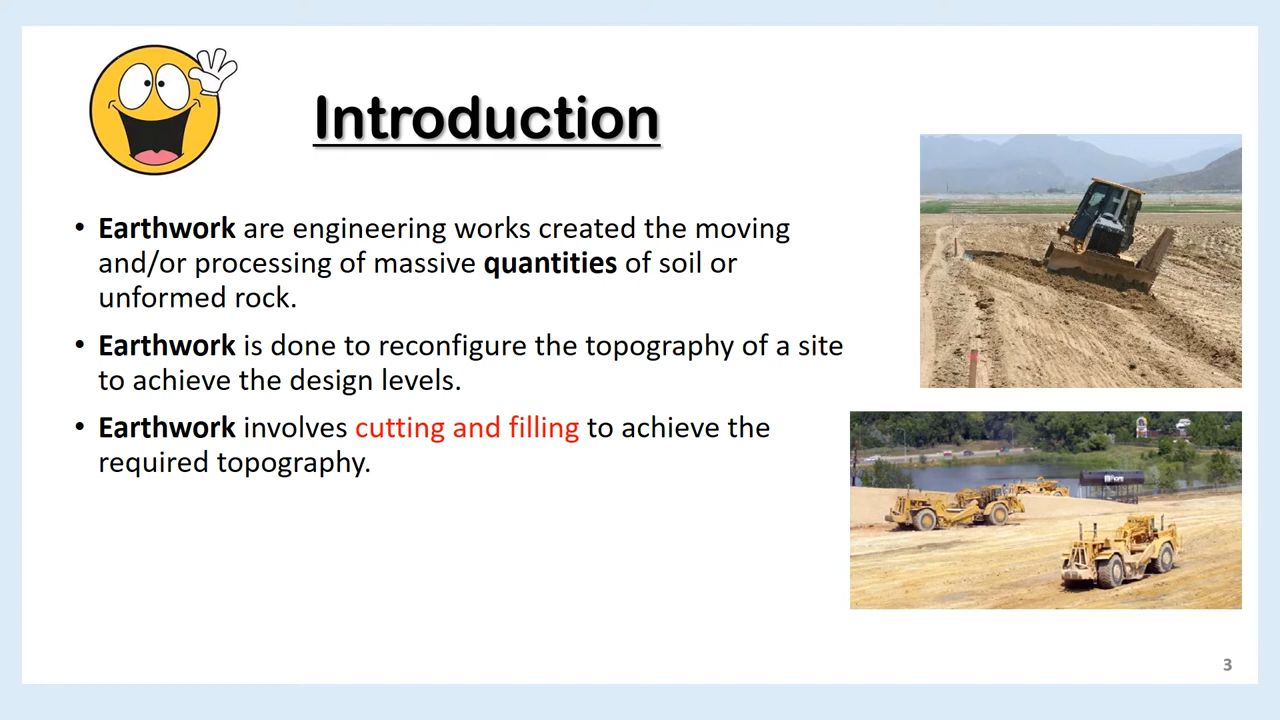 Introduction
• Earthwork are engineering works created the moving
and/or processing of massive quantities of soil or
unformed rock.
• Earthwork is done to reconfigure the topography of a site
to achieve the design levels.
• Earthwork involves cutting and filling to achieve the
required topography.
3